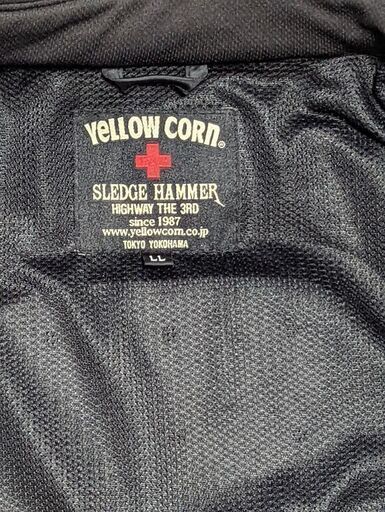 YELLOW CORN®
SLEDGE HAMMER
HIGHWAY THE 3RD
since 1987
www.yellowcorn.co.jp
TOKYO YOKOHAMA
LL